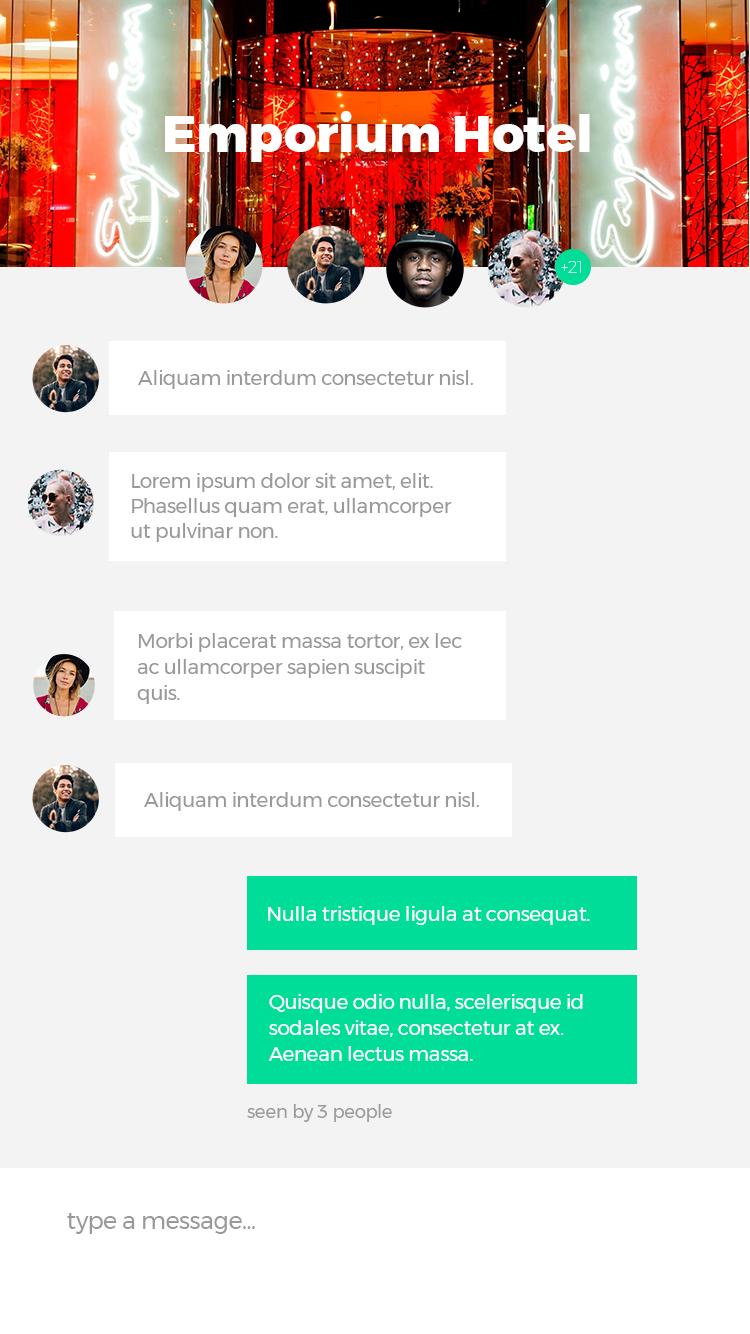 Emporium
Emporium
Emporium Hotel
+21
Aliquam interdum consectetur nisl.
Lorem ipsum dolor sit amet, elit.
Phasellus quam erat, ullamcorper
ut pulvinar non.
Morbi placerat massa tortor, ex lec
ac ullamcorper sapien suscipit
quis.
Aliquam interdum consectetur nisl.
Nulla tristique ligula at consequat.
Quisque odio nulla, scelerisque id
sodales vitae, consectetur at ex.
Aenean lectus massa.
seen by 3 people
type a message...